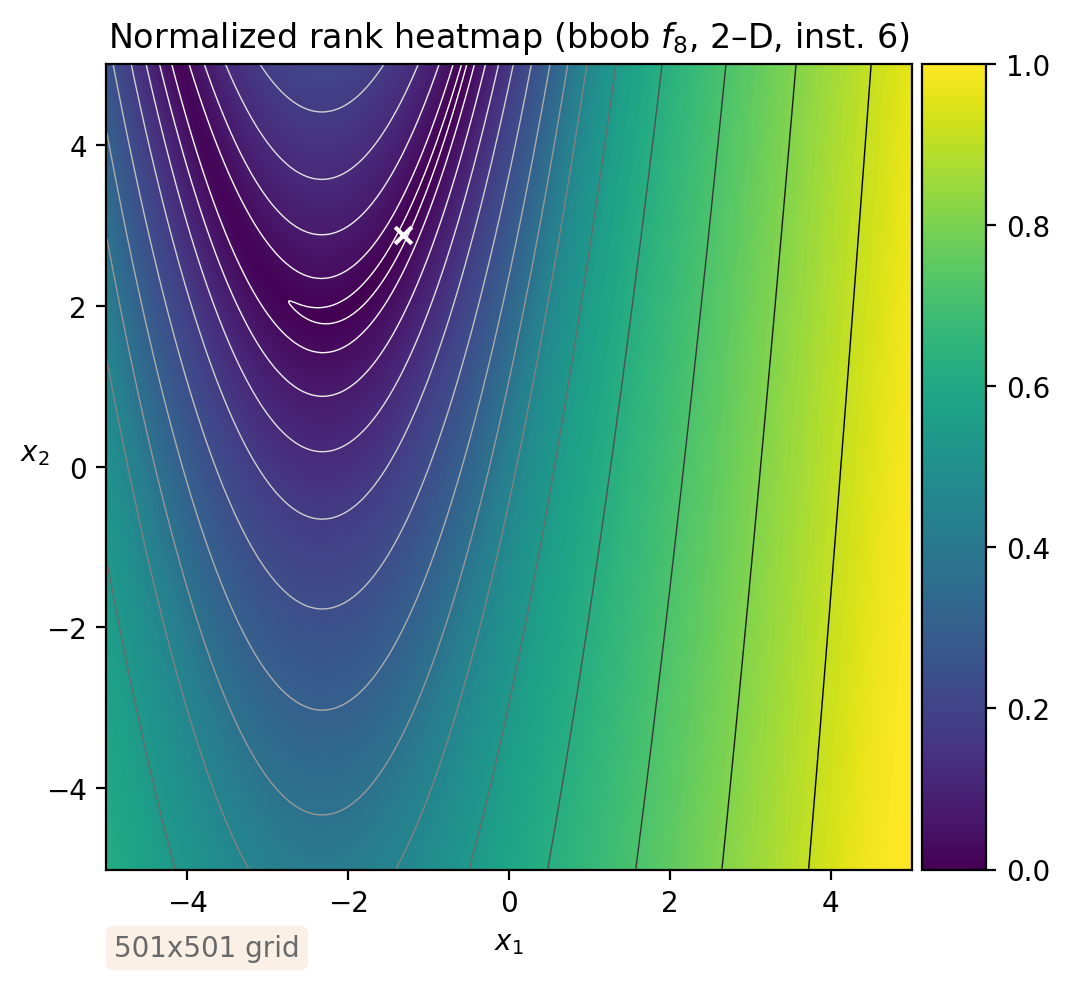 Normalized rank heatmap (bbob f₈, 2–D, inst. 6)
1.0
0.8
0.6
0.4
0.2
0.0
4
2
0
−2
−4
x₂
−4 −2 0 2 4
x₁
501x501 grid